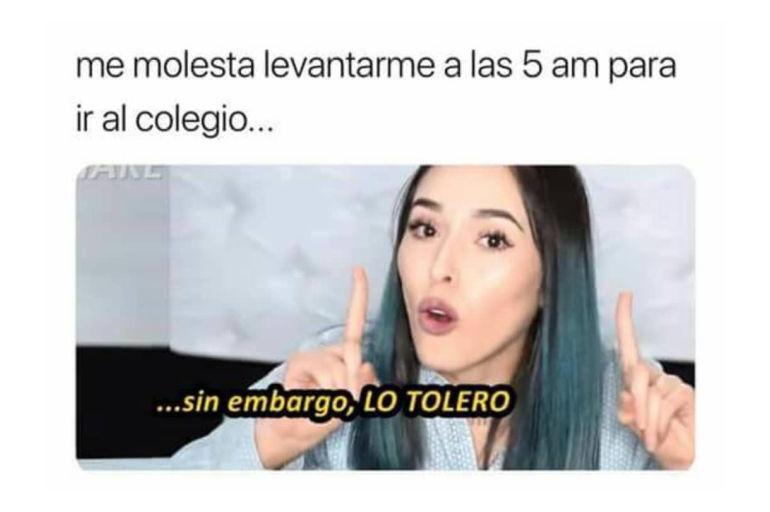 me molesta levantarme a las 5 am para
ir al colegio...
...sin embargo, LO TOLERO